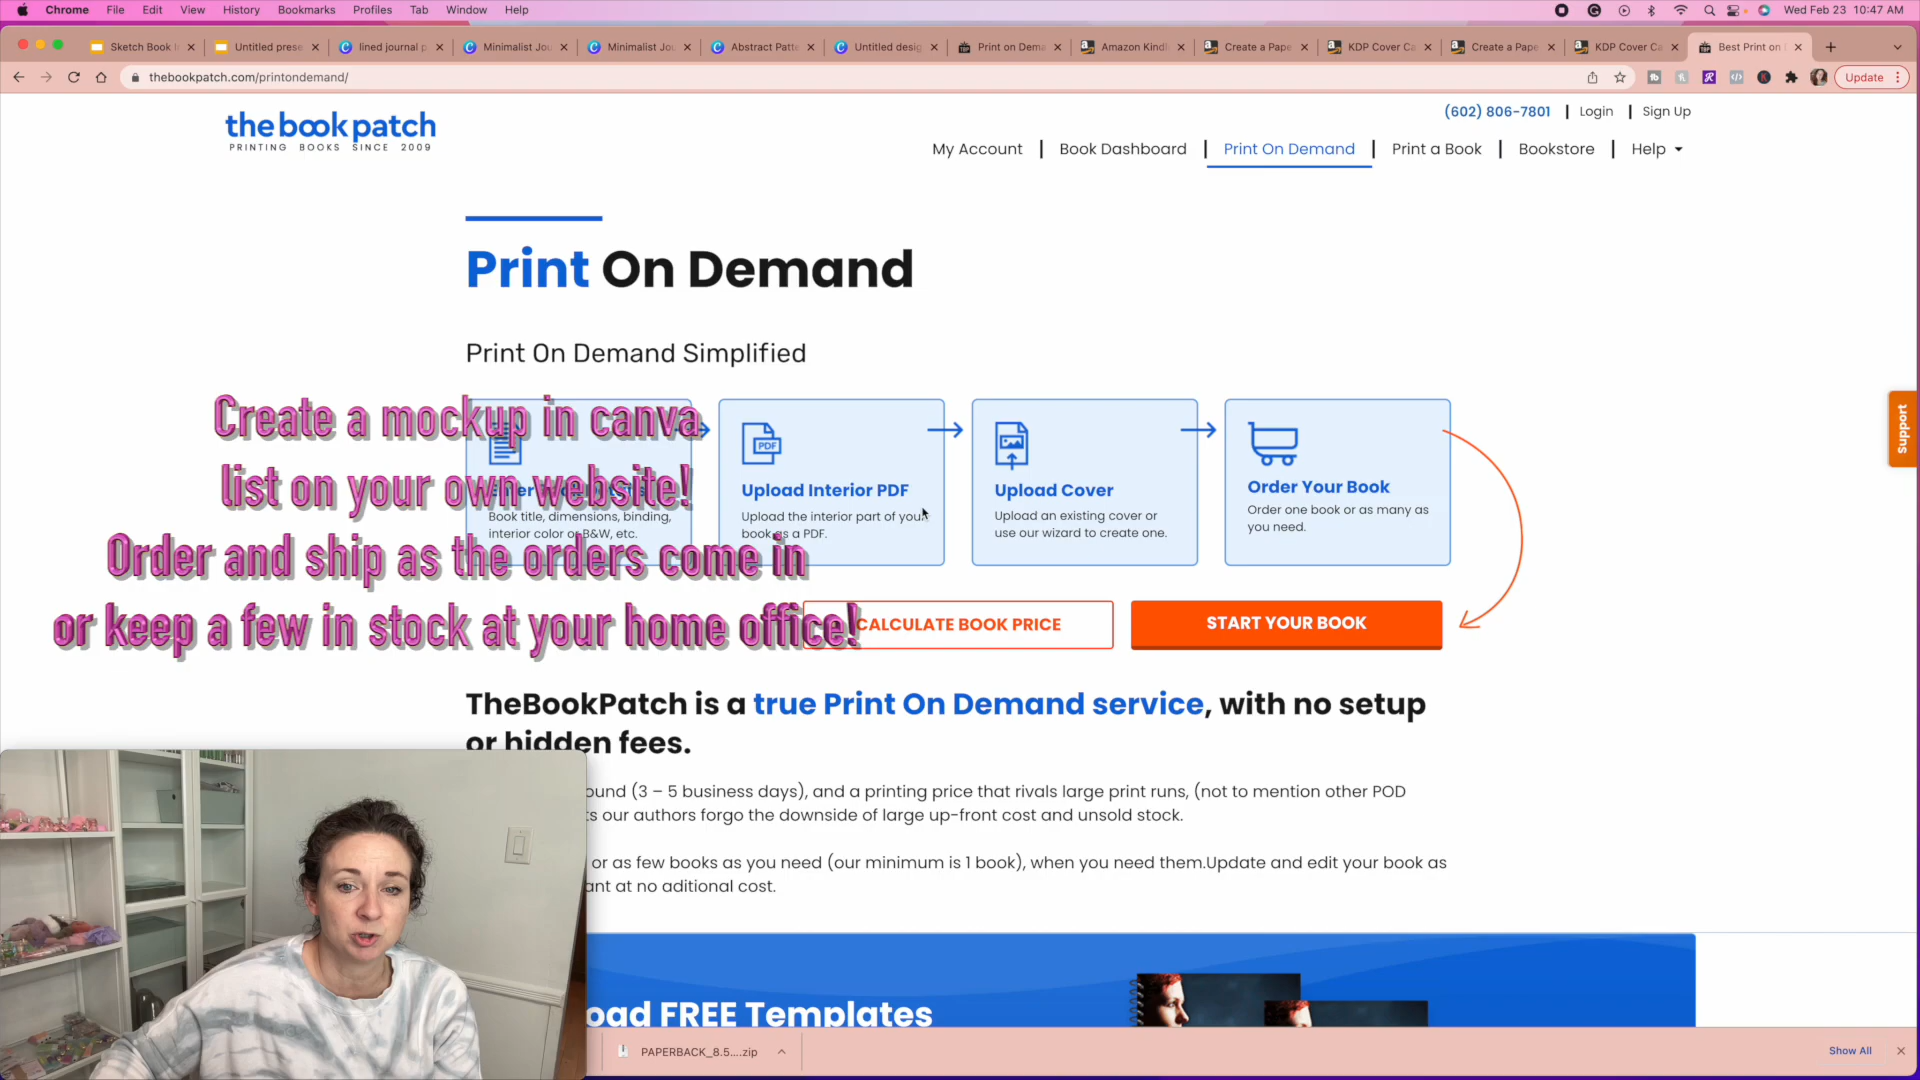 Chrome File Edit View History Bookmarks Profiles Tab Window Help Wed Feb 23 10:47 AM
Sketch Book I Untitled prese lined journal p Minimalist Jou Minimalist Jou Abstract Patte Untitled desig Print on Dema Amazon Kindl Create a Pape KDP Cover Ca Create a Pape KDP Cover Ca Best Print on
thebookpatch.com/printondemand/ Update
(602) 806-7801 | Login | Sign Up
the book patch
PRINTING BOOKS SINCE 2009
My Account | Book Dashboard | Print On Demand | Print a Book | Bookstore | Help
Print On Demand
Print On Demand Simplified
Create a mockup in canva
list on your own website!
Order and ship as the orders come in
or keep a few in stock at your home office!
Book title, dimensions, binding,
interior color or B&W, etc.
PDF
Upload Interior PDF
Upload the interior part of your
book as a PDF.
Upload Cover
Upload an existing cover or
use our wizard to create one.
Order Your Book
Order one book or as many as
you need.
Support
CALCULATE BOOK PRICE
START YOUR BOOK
TheBookPatch is a true Print On Demand service, with no setup
or hidden fees.
(3 – 5 business days), and a printing price that rivals large print runs, (not to mention other POD
our authors forgo the downside of large up-front cost and unsold stock.
or as few books as you need (our minimum is 1 book), when you need them.Update and edit your book as
at no aditional cost.
FREE Templates
PAPERBACK_8.5....zip
Show All